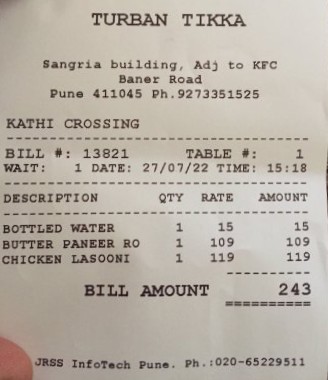 TURBAN TIKKA
Sangria building, Adj to KFC
Baner Road
Pune 411045 Ph.9273351525
KATHI CROSSING
BILL #: 13821 TABLE #: 1
WAIT: 1 DATE: 27/07/22 TIME: 15:18
DESCRIPTION QTY RATE AMOUNT
BOTTLED WATER 1 15 15
BUTTER PANEER RO 1 109 109
CHICKEN LASOONI 1 119 119
BILL AMOUNT 243
JRSS InfoTech Pune. Ph.:020-65229511